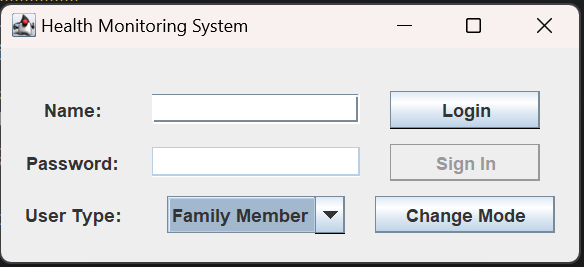 Health Monitoring System
Name: Login
Password: Sign In
User Type: Family Member Change Mode